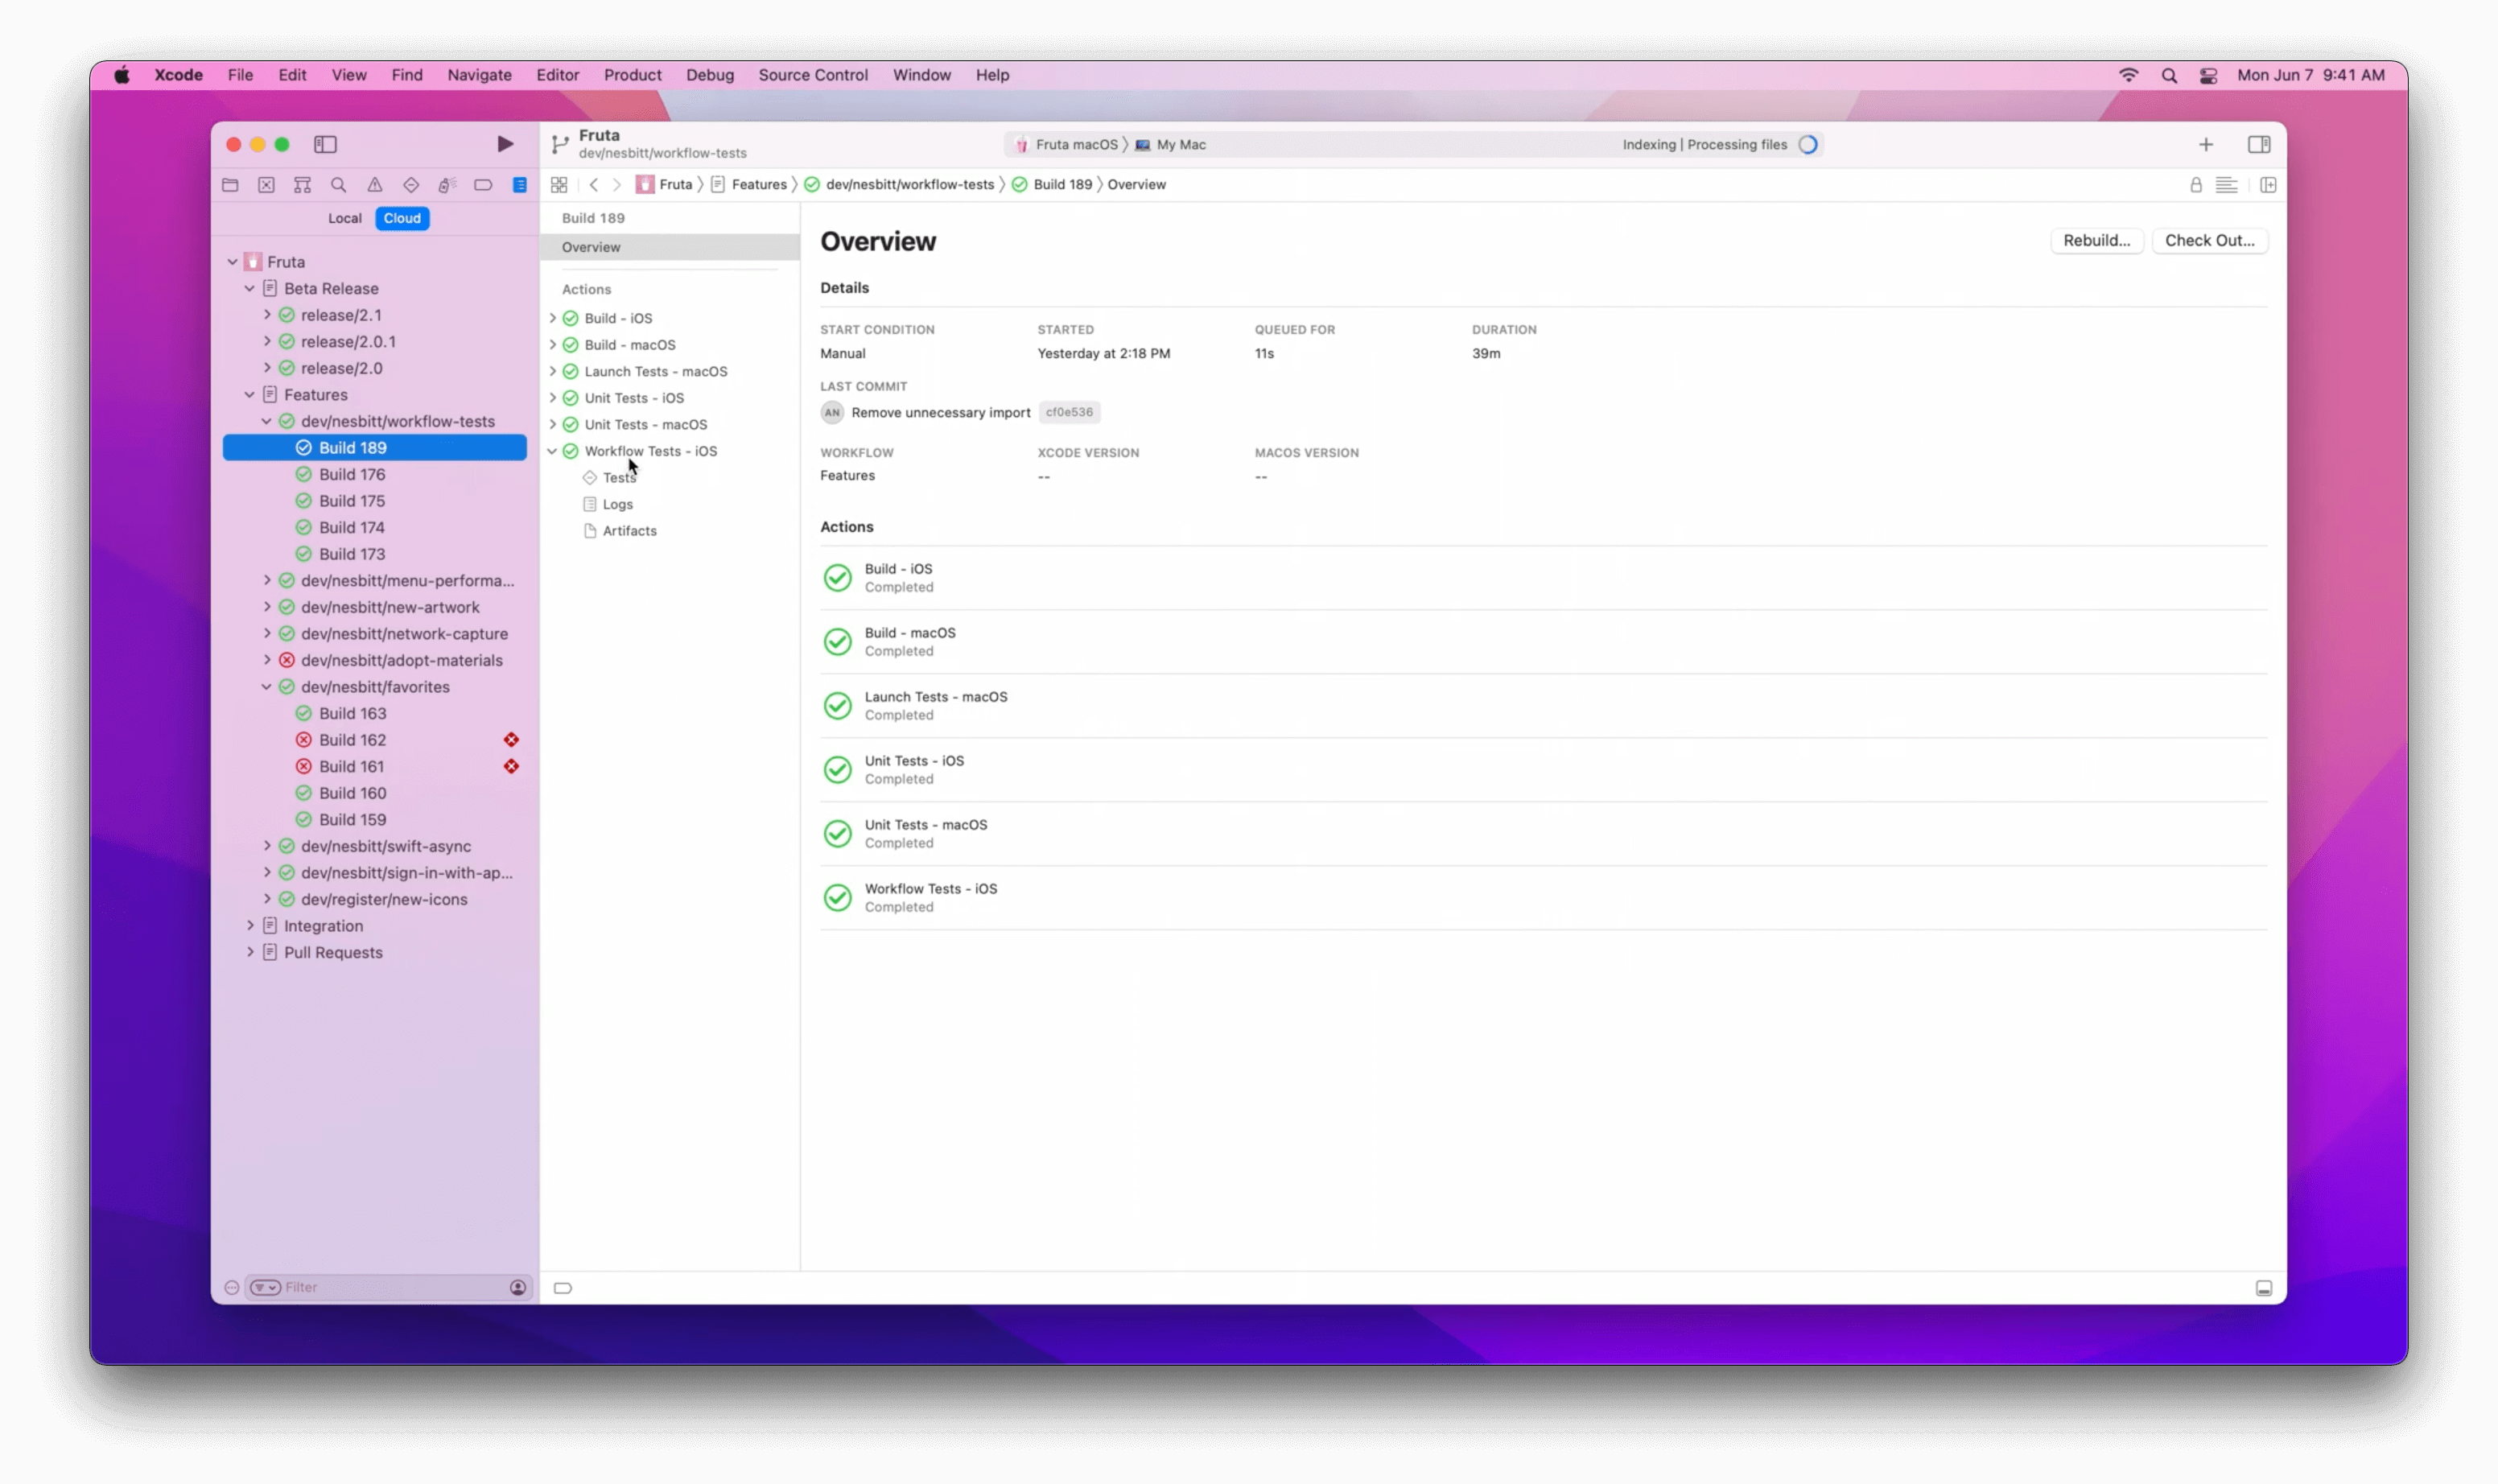 Xcode File Edit View Find Navigate Editor Product Debug Source Control Window Help Mon Jun 7 9:41 AM
Fruta
dev/nesbitt/workflow-tests
Fruta macOS 〉 My Mac
Indexing | Processing files
Fruta 〉 Features 〉 dev/nesbitt/workflow-tests 〉 Build 189 〉 Overview
Local Cloud
Fruta
Beta Release
release/2.1
release/2.0.1
release/2.0
Features
dev/nesbitt/workflow-tests
Build 189
Build 176
Build 175
Build 174
Build 173
dev/nesbitt/menu-performa...
dev/nesbitt/new-artwork
dev/nesbitt/network-capture
dev/nesbitt/adopt-materials
dev/nesbitt/favorites
Build 163
Build 162
Build 161
Build 160
Build 159
dev/nesbitt/swift-async
dev/nesbitt/sign-in-with-ap...
dev/register/new-icons
Integration
Pull Requests
Filter
Build 189
Overview
Actions
Build - iOS
Build - macOS
Launch Tests - macOS
Unit Tests - iOS
Unit Tests - macOS
Workflow Tests - iOS
Tests
Logs
Artifacts
Overview
Rebuild... Check Out...
Details
START CONDITION STARTED QUEUED FOR DURATION
Manual Yesterday at 2:18 PM 11s 39m
LAST COMMIT
AN Remove unnecessary import cf0e536
WORKFLOW XCODE VERSION MACOS VERSION
Features -- --
Actions
Build - iOS
Completed
Build - macOS
Completed
Launch Tests - macOS
Completed
Unit Tests - iOS
Completed
Unit Tests - macOS
Completed
Workflow Tests - iOS
Completed